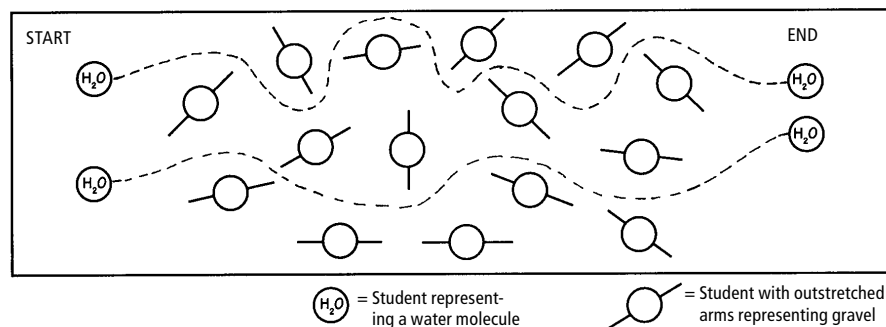 START
END
H₂O
H₂O
H₂O
H₂O
H₂O
= Student represent-
ing a water molecule
= Student with outstretched
arms representing gravel